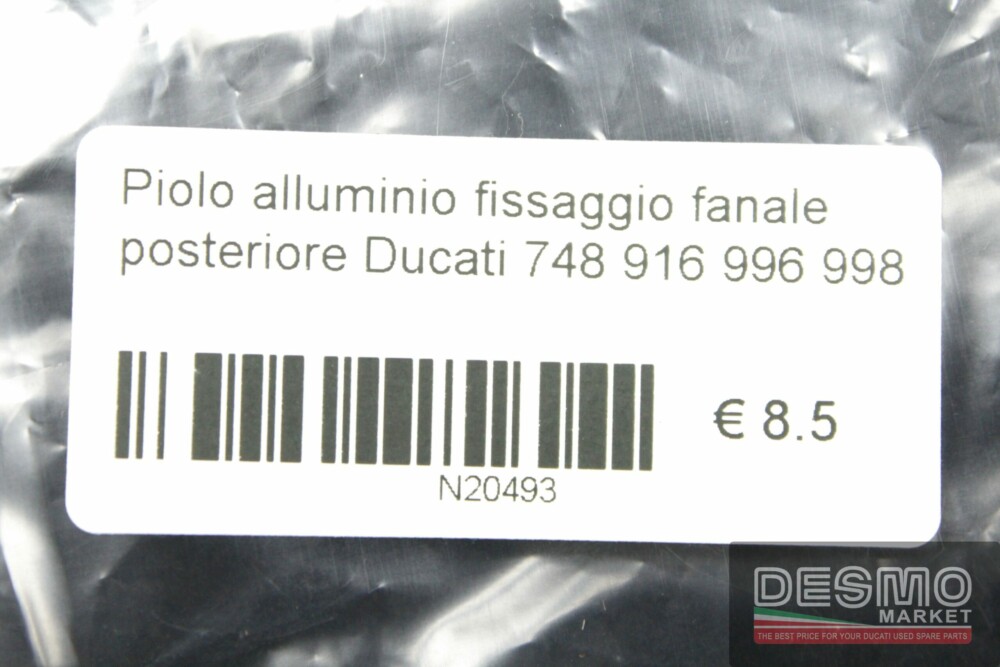 Piolo alluminio fissaggio fanale
posteriore Ducati 748 916 996 998
€ 8.5
N20493
DESMO
MARKET
THE BEST PRICE FOR YOUR DUCATI USED SPARE PARTS